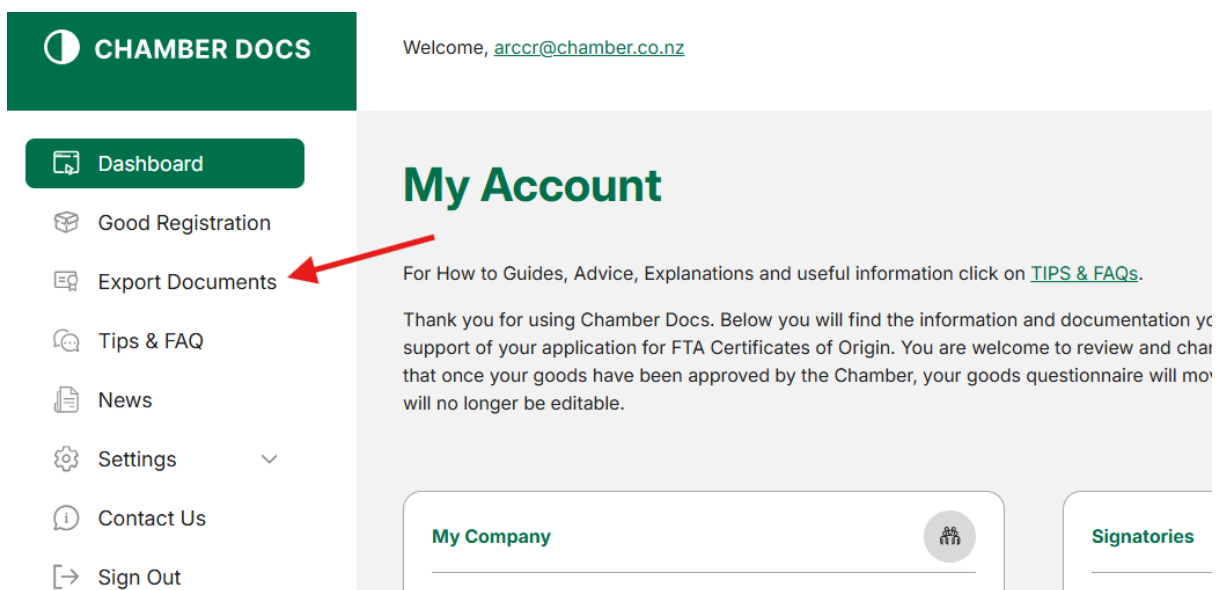 CHAMBER DOCS
Welcome, arccr@chamber.co.nz
Dashboard
Good Registration
Export Documents
Tips & FAQ
News
Settings
Contact Us
Sign Out
My Account
For How to Guides, Advice, Explanations and useful information click on TIPS & FAQs.
Thank you for using Chamber Docs. Below you will find the information and documentation
support of your application for FTA Certificates of Origin. You are welcome to review and
that once your goods have been approved by the Chamber, your goods questionnaire will
will no longer be editable.
My Company
Signatories